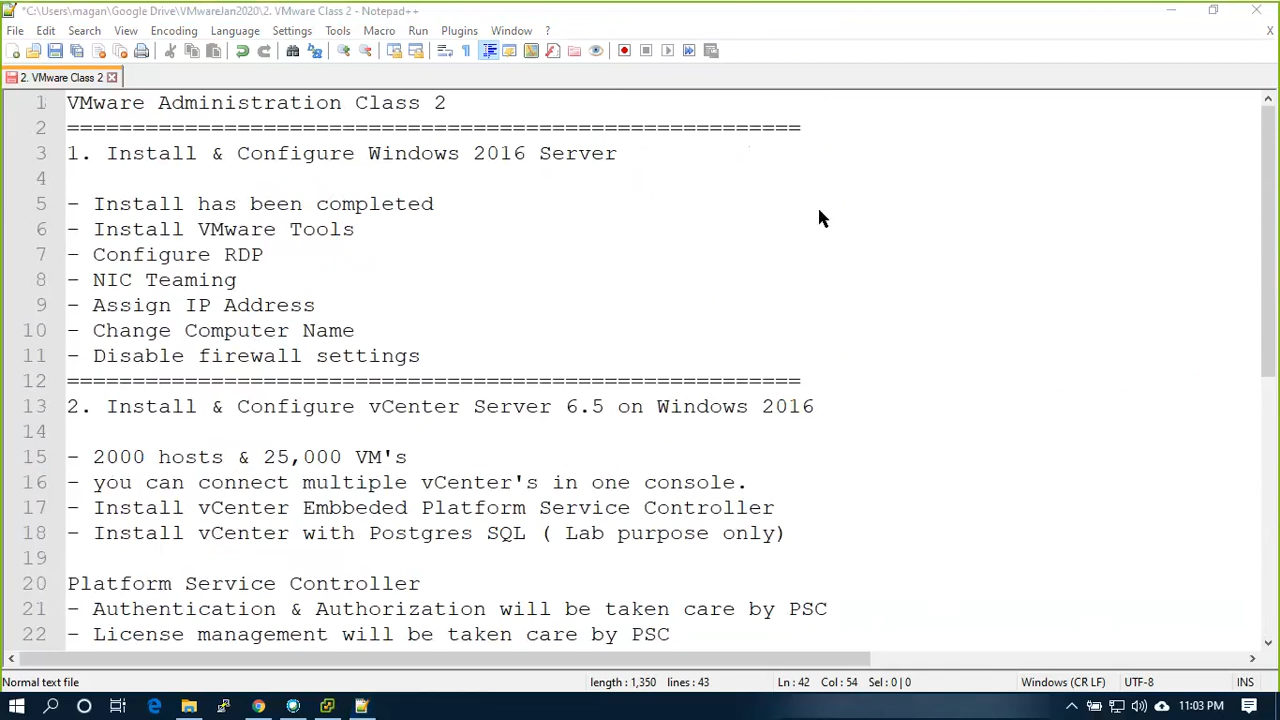 *C:\Users\magan\Google Drive\VMwareJan2020\2. VMware Class 2 - Notepad++
File Edit Search View Encoding Language Settings Tools Macro Run Plugins Window ? X
2. VMware Class 2
1 VMware Administration Class 2
2 ========================================================
3 1. Install & Configure Windows 2016 Server
4
5 - Install has been completed
6 - Install VMware Tools
7 - Configure RDP
8 - NIC Teaming
9 - Assign IP Address
10 - Change Computer Name
11 - Disable firewall settings
12 ========================================================
13 2. Install & Configure vCenter Server 6.5 on Windows 2016
14
15 - 2000 hosts & 25,000 VM's
16 - you can connect multiple vCenter's in one console.
17 - Install vCenter Embbeded Platform Service Controller
18 - Install vCenter with Postgres SQL ( Lab purpose only)
19
20 Platform Service Controller
21 - Authentication & Authorization will be taken care by PSC
22 - License management will be taken care by PSC
Normal text file length : 1,350 lines : 43 Ln : 42 Col : 54 Sel : 0 | 0 Windows (CR LF) UTF-8 INS
11:03 PM